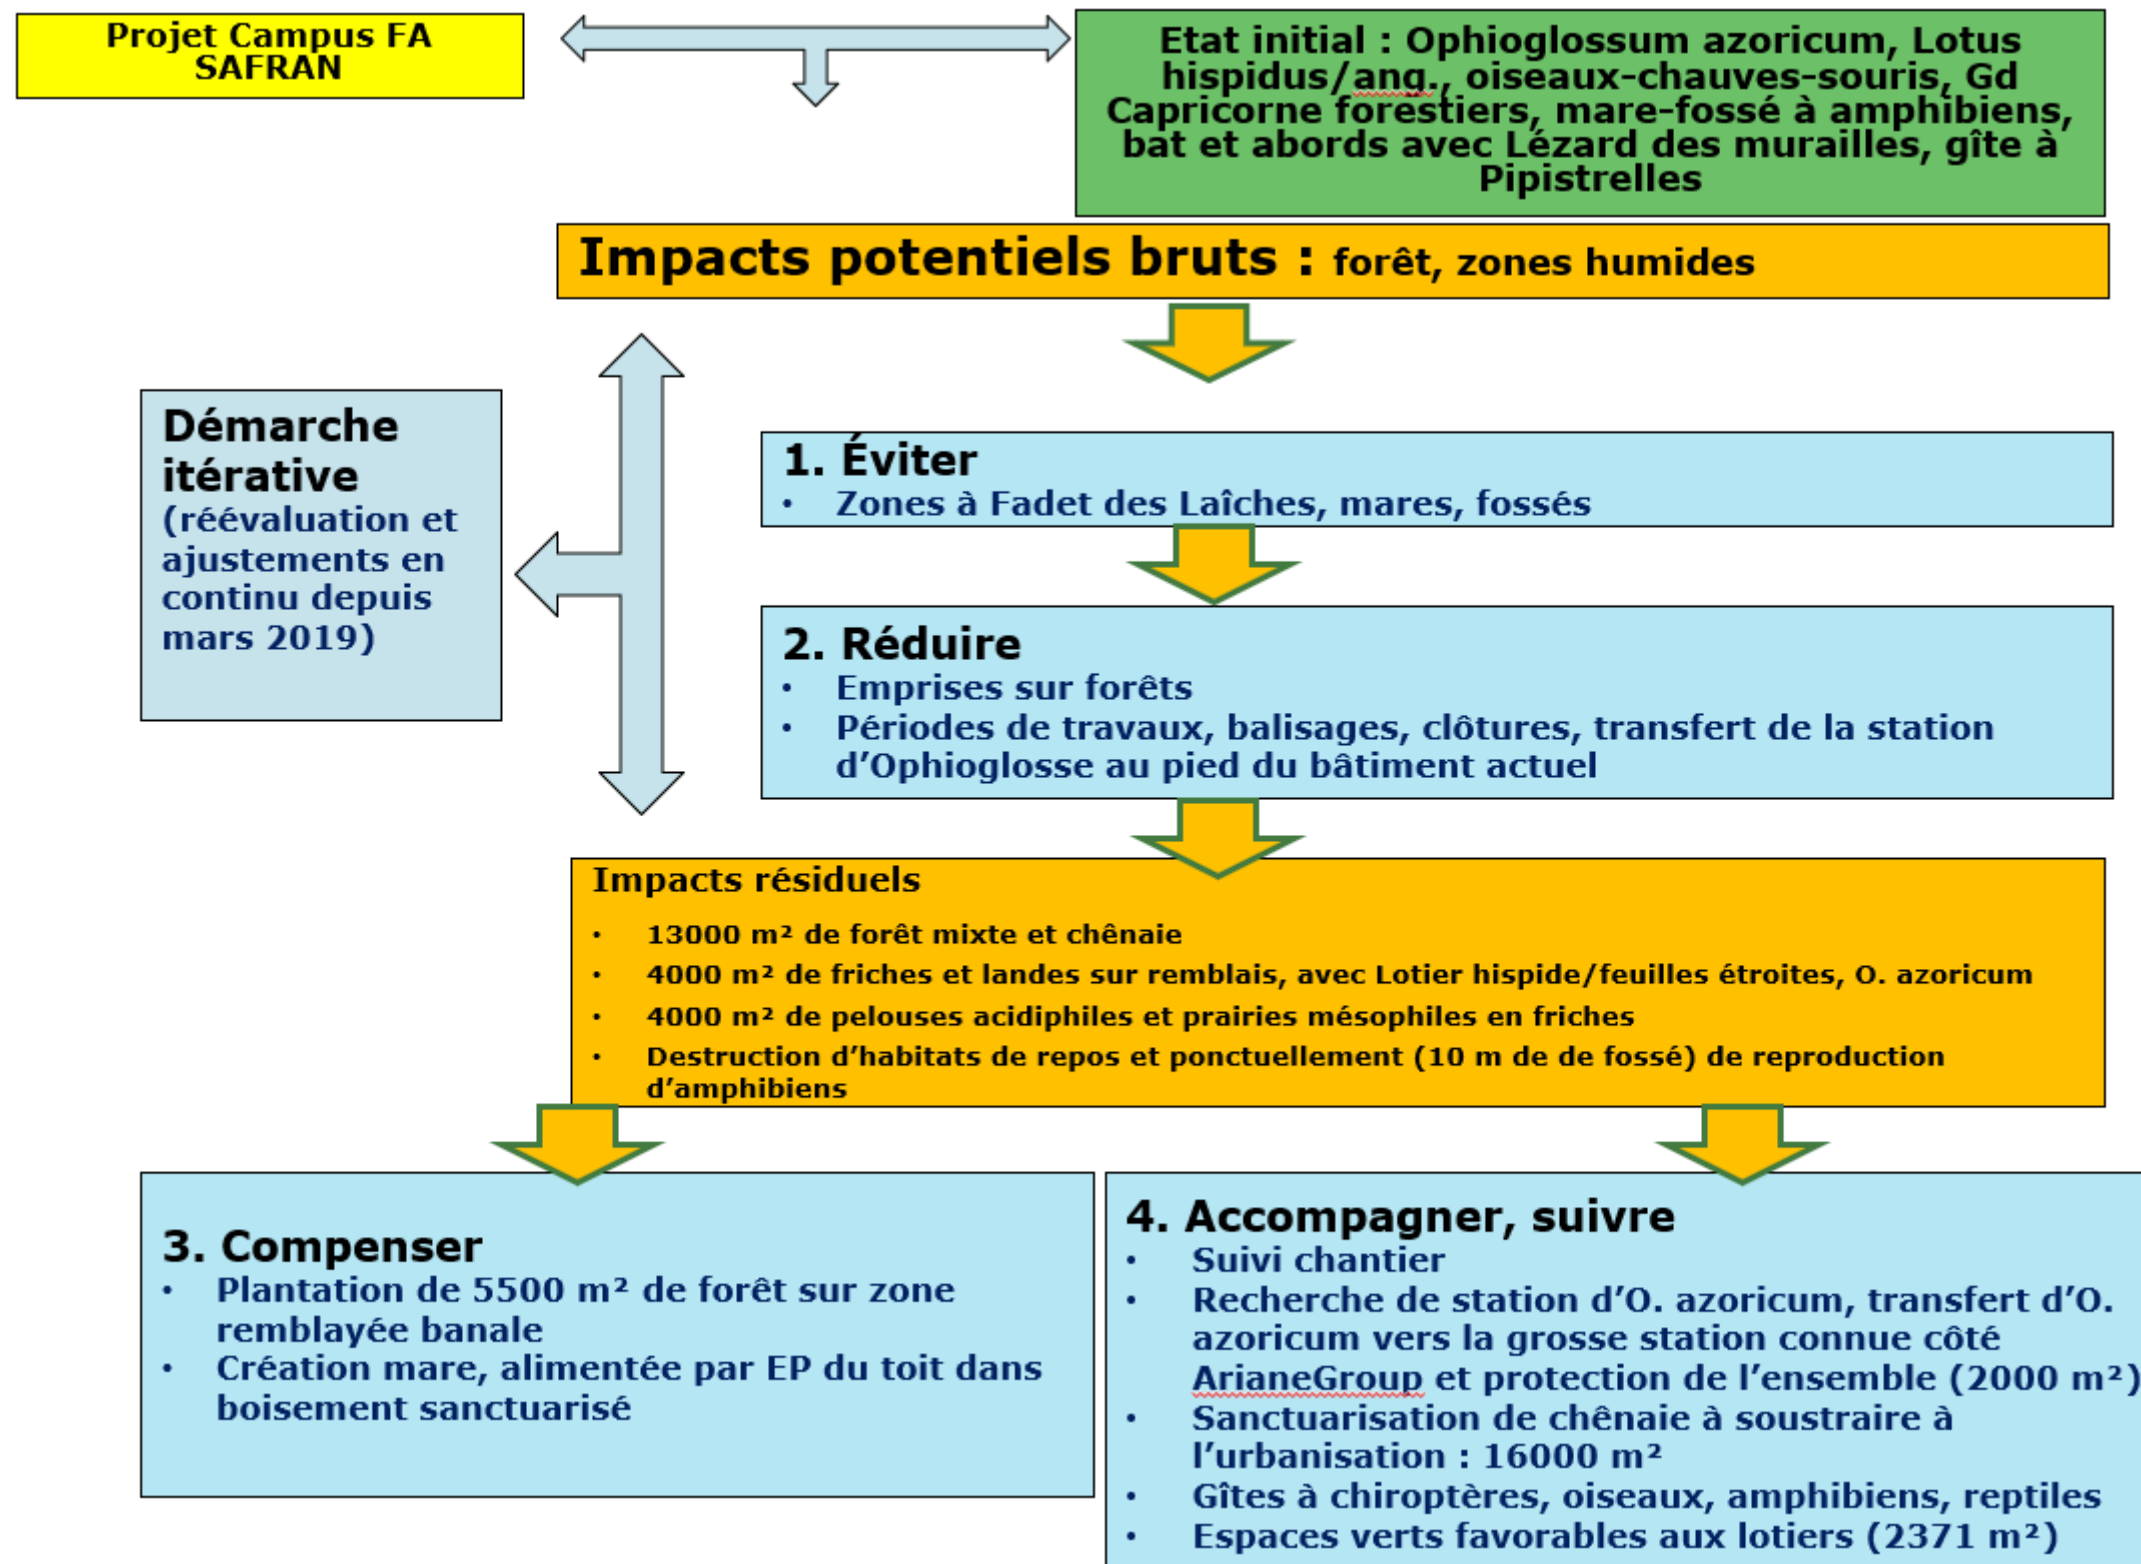 Projet Campus FA
SAFRAN
Etat initial : Ophioglossum azoricum, Lotus
hispidus/ang., oiseaux-chauves-souris, Gd
Capricorne forestiers, mare-fossé à amphibiens,
bat et abords avec Lézard des murailles, gîte à
Pipistrelles
Impacts potentiels bruts : forêt, zones humides
Démarche
itérative
(réévaluation et
ajustements en
continu depuis
mars 2019)
1. Éviter
• Zones à Fadet des Laîches, mares, fossés
2. Réduire
• Emprises sur forêts
• Périodes de travaux, balisages, clôtures, transfert de la station
d’Ophioglosse au pied du bâtiment actuel
Impacts résiduels
• 13000 m² de forêt mixte et chênaie
• 4000 m² de friches et landes sur remblais, avec Lotier hispide/feuilles étroites, O. azoricum
• 4000 m² de pelouses acidiphiles et prairies mésophiles en friches
• Destruction d’habitats de repos et ponctuellement (10 m de de fossé) de reproduction
d’amphibiens
3. Compenser
• Plantation de 5500 m² de forêt sur zone
remblayée banale
• Création mare, alimentée par EP du toit dans
boisement sanctuarisé
4. Accompagner, suivre
• Suivi chantier
• Recherche de station d’O. azoricum, transfert d’O.
azoricum vers la grosse station connue côté
ArianeGroup et protection de l’ensemble (2000 m²)
• Sanctuarisation de chênaie à soustraire à
l’urbanisation : 16000 m²
• Gîtes à chiroptères, oiseaux, amphibiens, reptiles
• Espaces verts favorables aux lotiers (2371 m²)